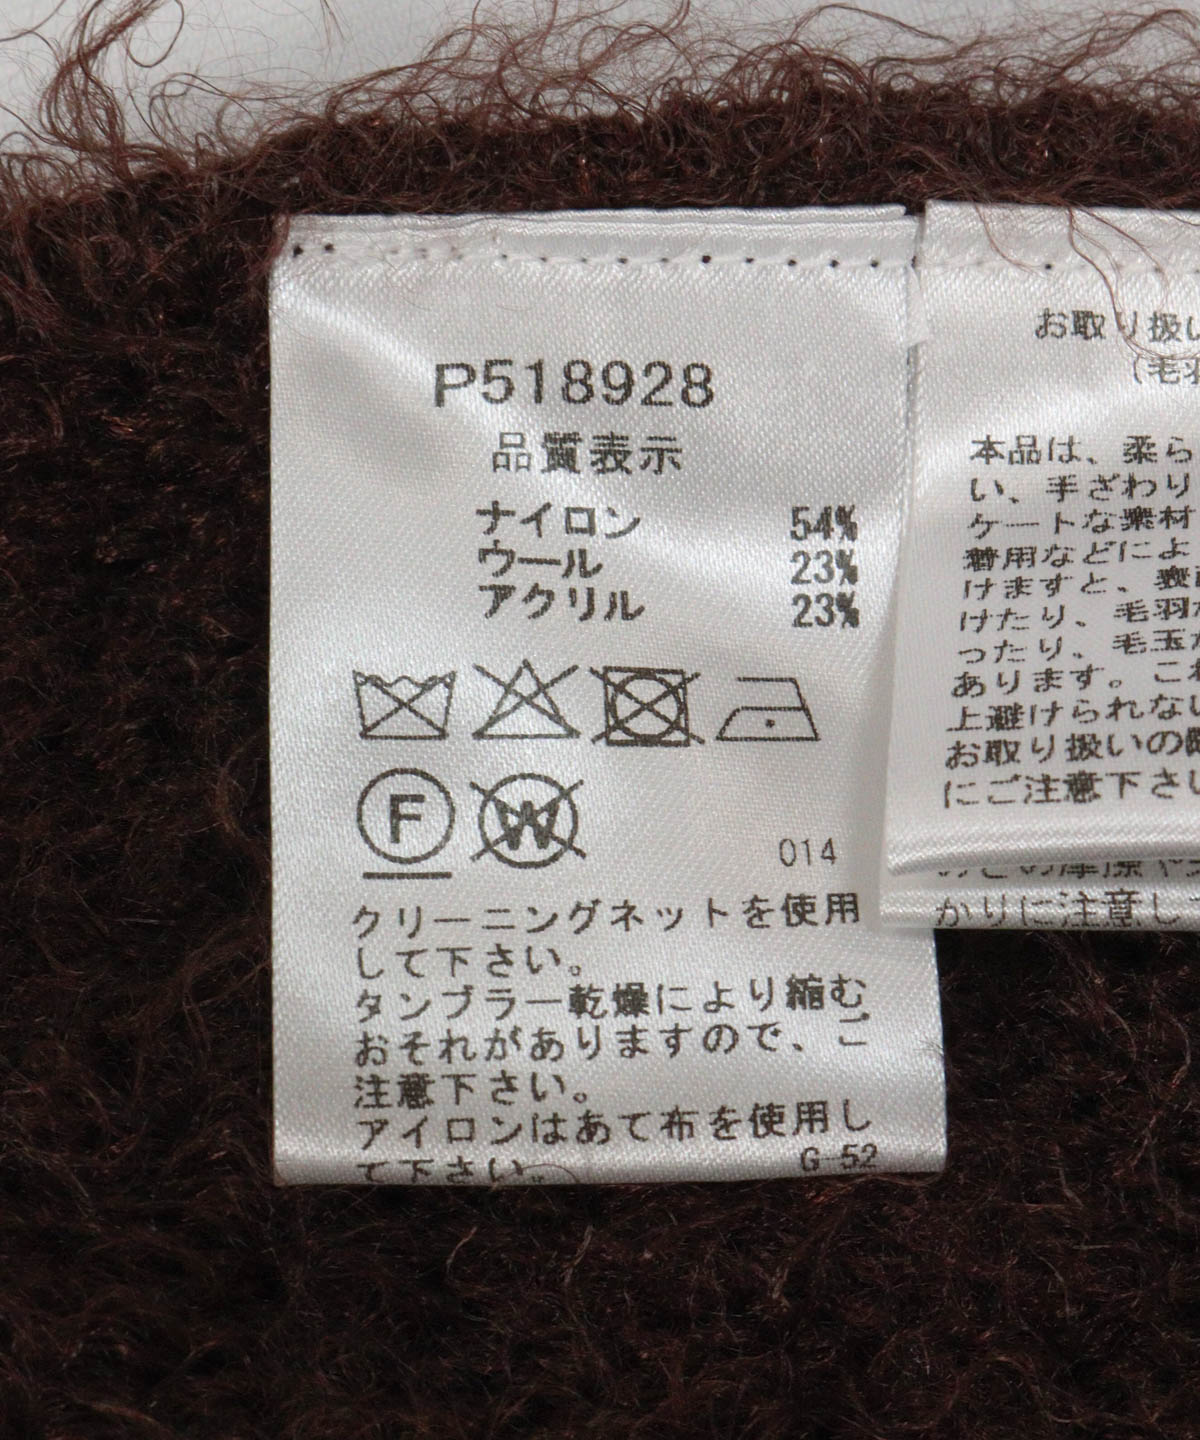 P518928
品質表示
ナイロン 54%
ウール 23%
アクリル 23%
F W
014
クリーニングネットを使用
して下さい。
タンブラー乾燥により縮む
おそれがありますので、ご
注意下さい。
アイロンはあて布を使用し
て下さい。
G-52
お取り扱い
(毛羽
本品は、柔ら
い、手ざわり
ケートな素材
着用などによ
けますと、表面
けたり、毛羽
ったり、毛玉
あります。これ
上避けられない
お取り扱いの際
にご注意下さい
かりに注意し